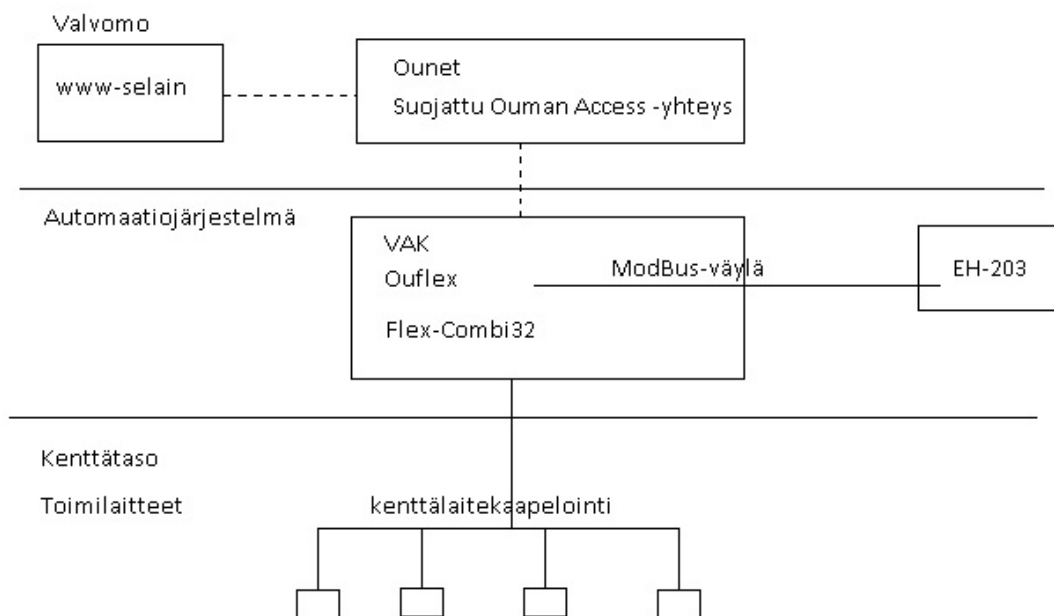 Valvomo
www-selain
Ounet
Suojattu Ouman Access -yhteys
Automaatiojärjestelmä
VAK
Ouflex
Flex-Combi32
ModBus-väylä
EH-203
Kenttätaso
Toimilaitteet
kenttälaitekaapelointi